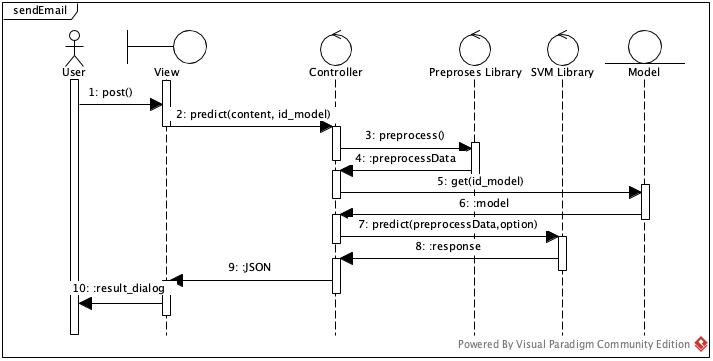 sendEmail
User
View
Controller
Preproses Library
SVM Library
Model
1: post()
2: predict(content, id_model)
3: preprocess()
4: :preprocessData
5: get(id_model)
6: :model
7: predict(preprocessData,option)
8: :response
9: :JSON
10: :result_dialog
Powered By Visual Paradigm Community Edition